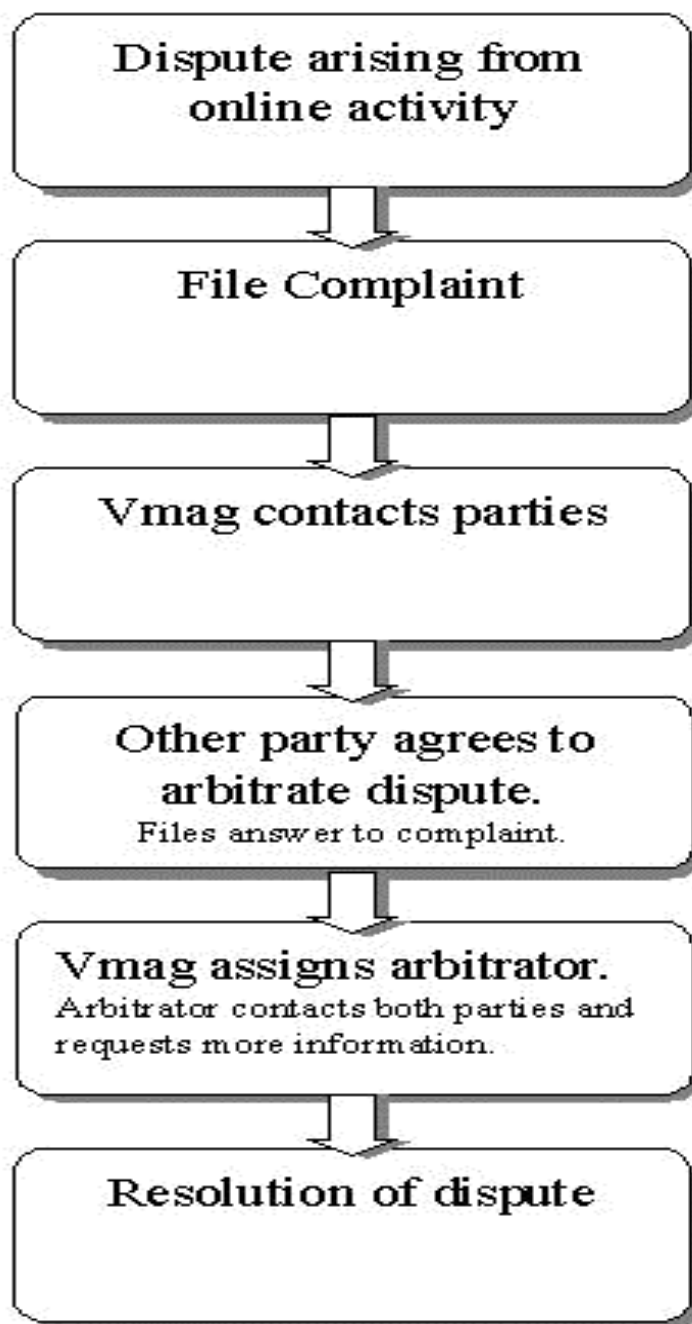 Dispute arising from
online activity
File Complaint
Vmag contacts parties
Other party agrees to
arbitrate dispute.
Files answer to complaint.
Vmag assigns arbitrator.
Arbitrator contacts both parties and
requests more information.
Resolution of dispute